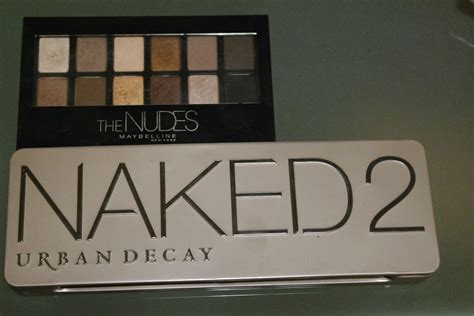 THE NUDES
MAYBELLINE
NEW YORK
NAKED2
URBAN DECAY